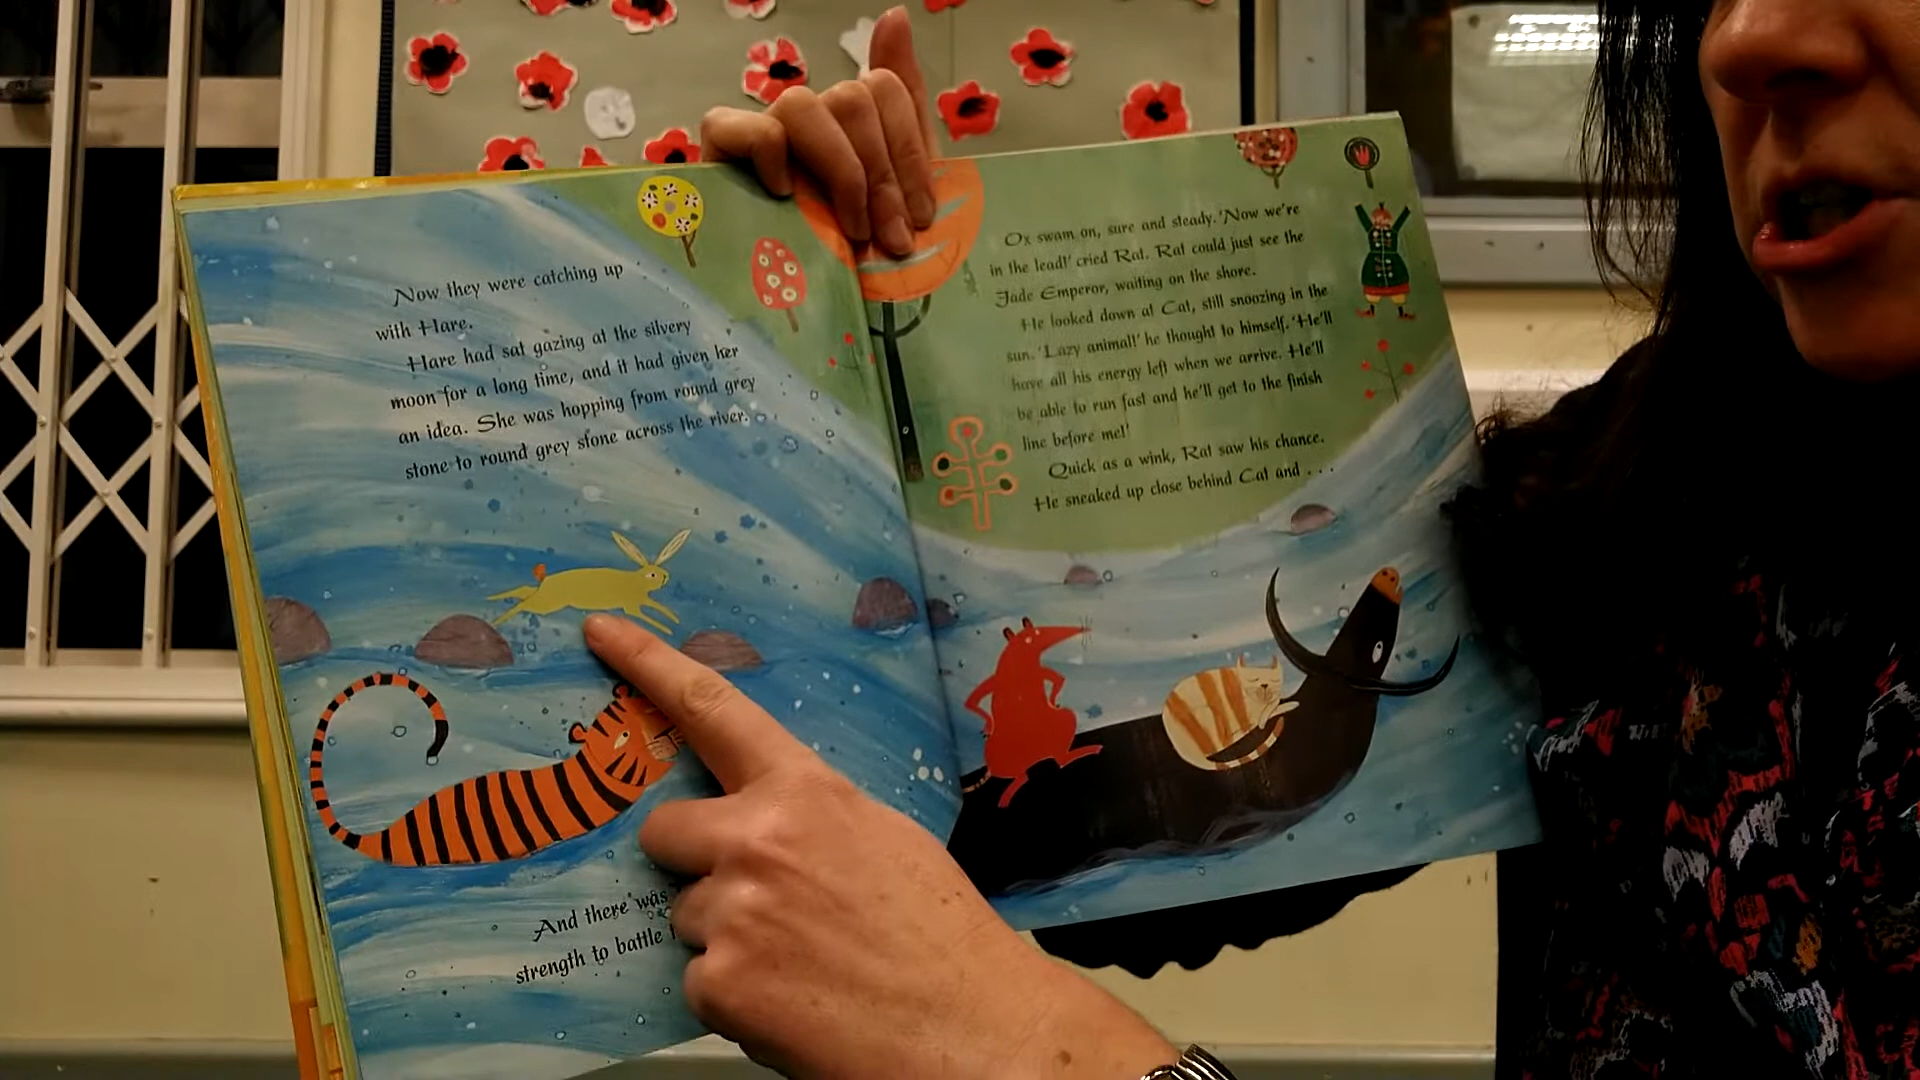 Now they were catching up
with Hare.
Hare had sat gazing at the silvery
moon for a long time, and it had given her
an idea. She was hopping from round grey
stone to round grey stone across the river.
And there was
strength to battle
Ox swam on, sure and steady. 'Now we're
in the lead!' cried Rat. Rat could just see the
Jade Emperor, waiting on the shore.
He looked down at Cat, still snoozing in the
sun. 'Lazy animal!' he thought to himself. 'He'll
have all his energy left when we arrive. He'll
be able to run fast and he'll get to the finish
line before me!'
Quick as a wink, Rat saw his chance.
He sneaked up close behind Cat and . . .